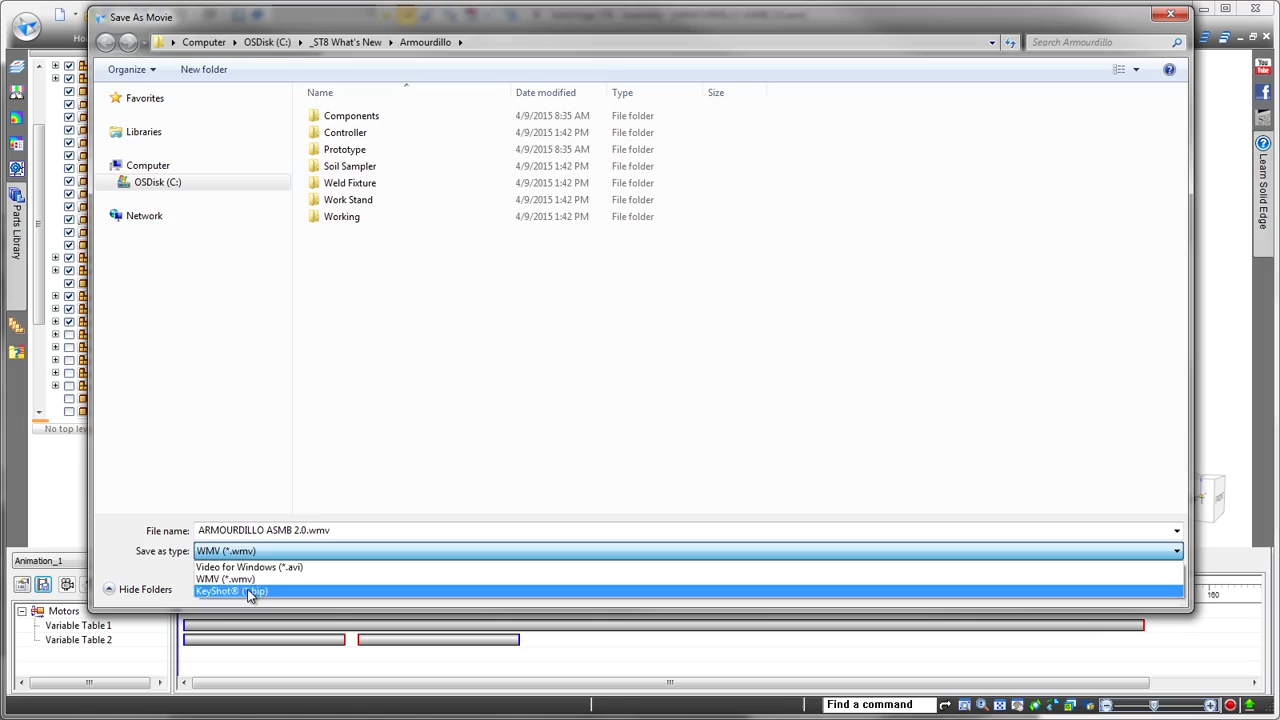 Save As Movie
Computer
OSDisk (C:)
_ST8 What's New
Armourdillo
Search Armourdillo
Organize
New folder
Name
Date modified
Type
Size
Favorites
Libraries
Computer
OSDisk (C:)
Network
Components 4/9/2015 8:35 AM File folder
Controller 4/9/2015 1:42 PM File folder
Prototype 4/9/2015 8:35 AM File folder
Soil Sampler 4/9/2015 1:42 PM File folder
Weld Fixture 4/9/2015 1:42 PM File folder
Work Stand 4/9/2015 1:42 PM File folder
Working 4/9/2015 1:42 PM File folder
Parts Library
You
Learn Solid Edge
No top lev
File name: ARMOURDILLO ASMB 2.0.wmv
Save as type: WMV (*.wmv)
Video for Windows (*.avi)
WMV (*.wmv)
KeyShot® (*.bip)
Hide Folders
Animation_1
160
Motors
Variable Table 1
Variable Table 2
Find a command